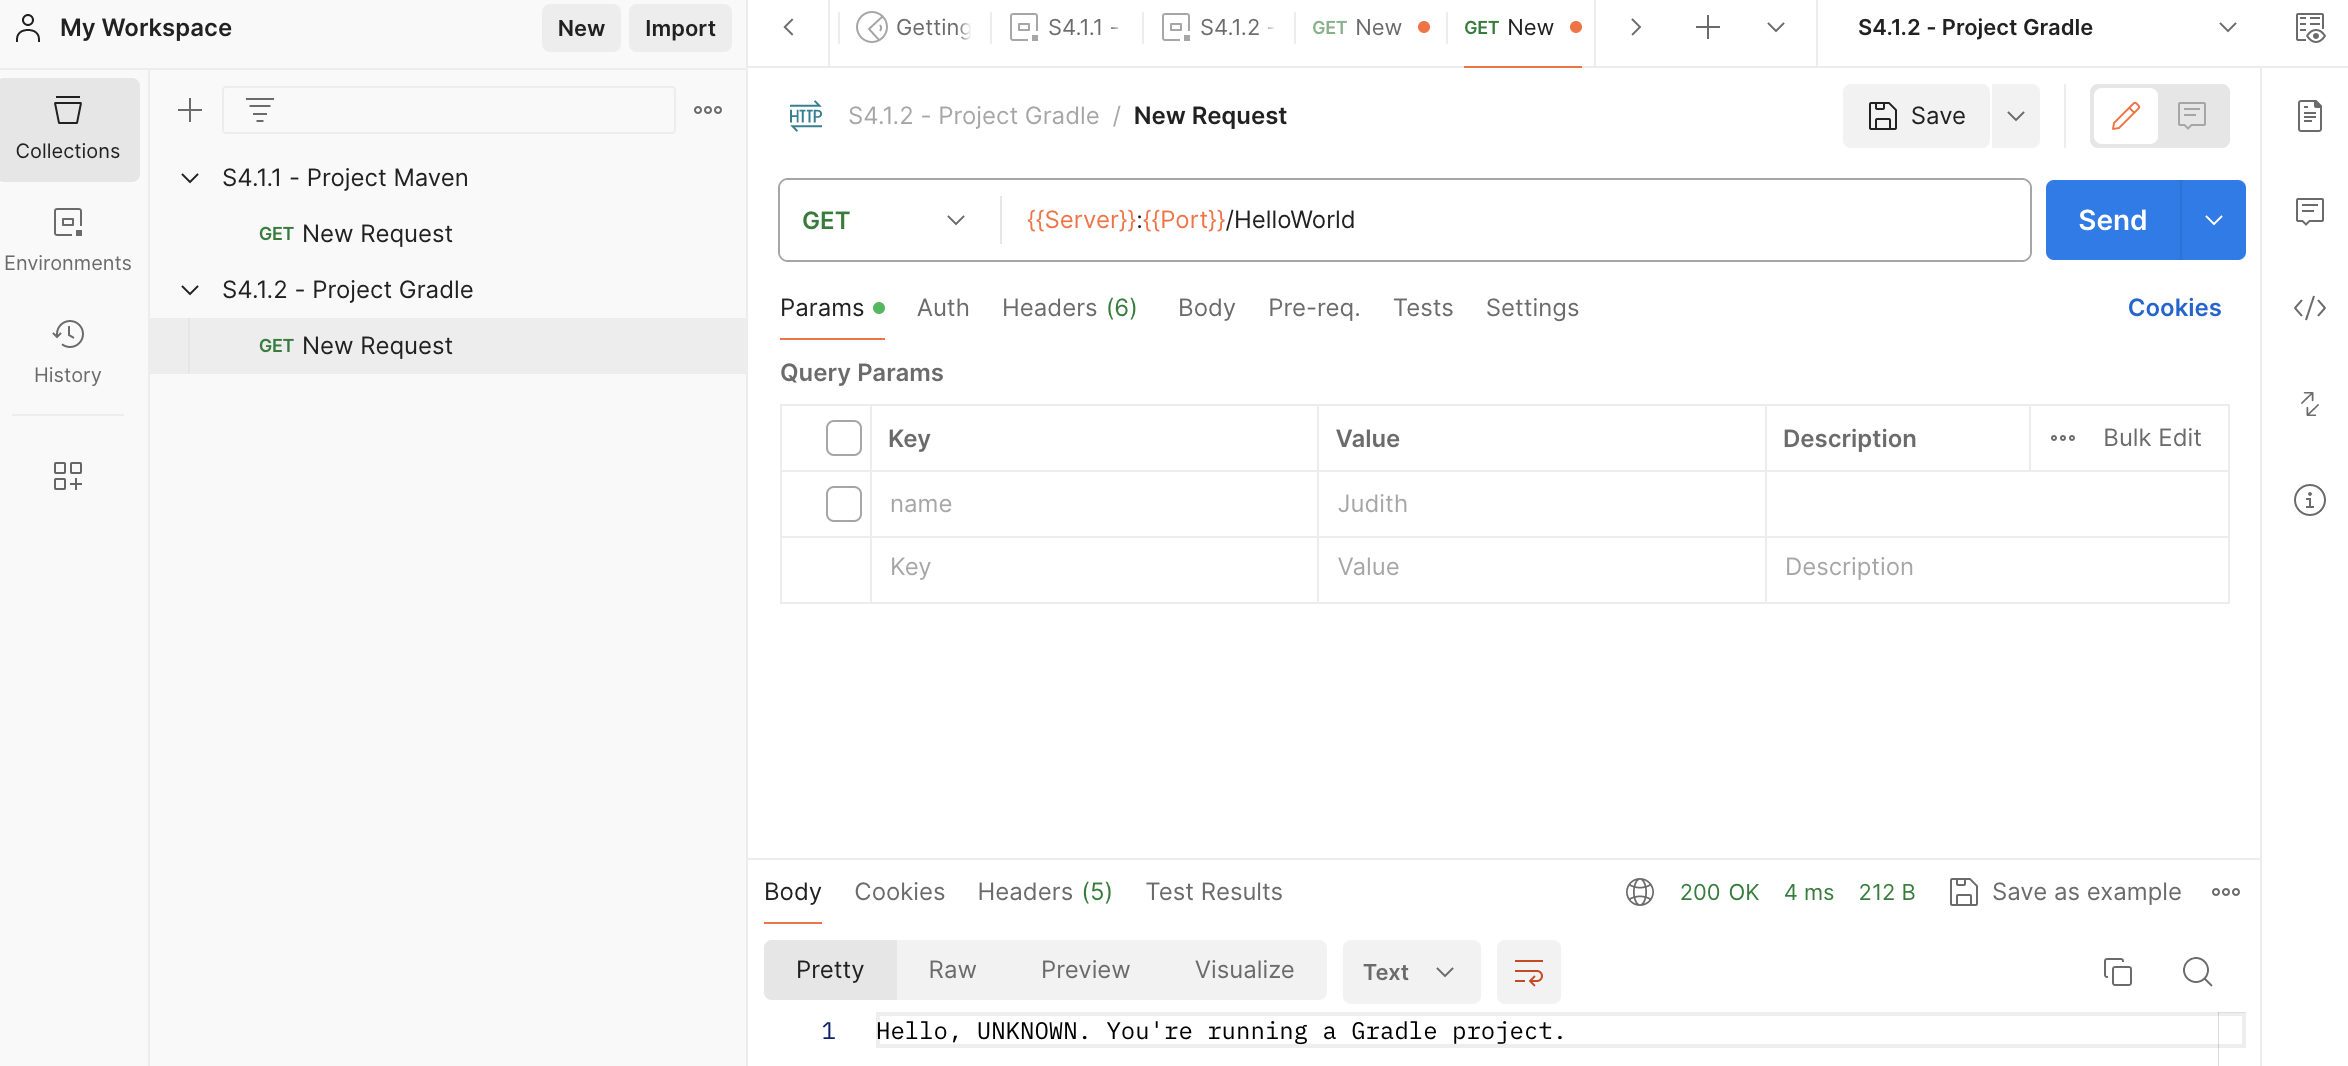 My Workspace New Import
Getting S4.1.1 - S4.1.2 - GET New GET New S4.1.2 - Project Gradle
Collections
Environments
History
S4.1.1 - Project Maven
GET New Request
S4.1.2 - Project Gradle
GET New Request
HTTP S4.1.2 - Project Gradle / New Request Save
GET {{Server}}:{{Port}}/HelloWorld Send
Params Auth Headers (6) Body Pre-req. Tests Settings Cookies
Query Params
Key Value Description Bulk Edit
name Judith
Key Value Description
Body Cookies Headers (5) Test Results 200 OK 4 ms 212 B Save as example
Pretty Raw Preview Visualize Text
1 Hello, UNKNOWN. You're running a Gradle project.